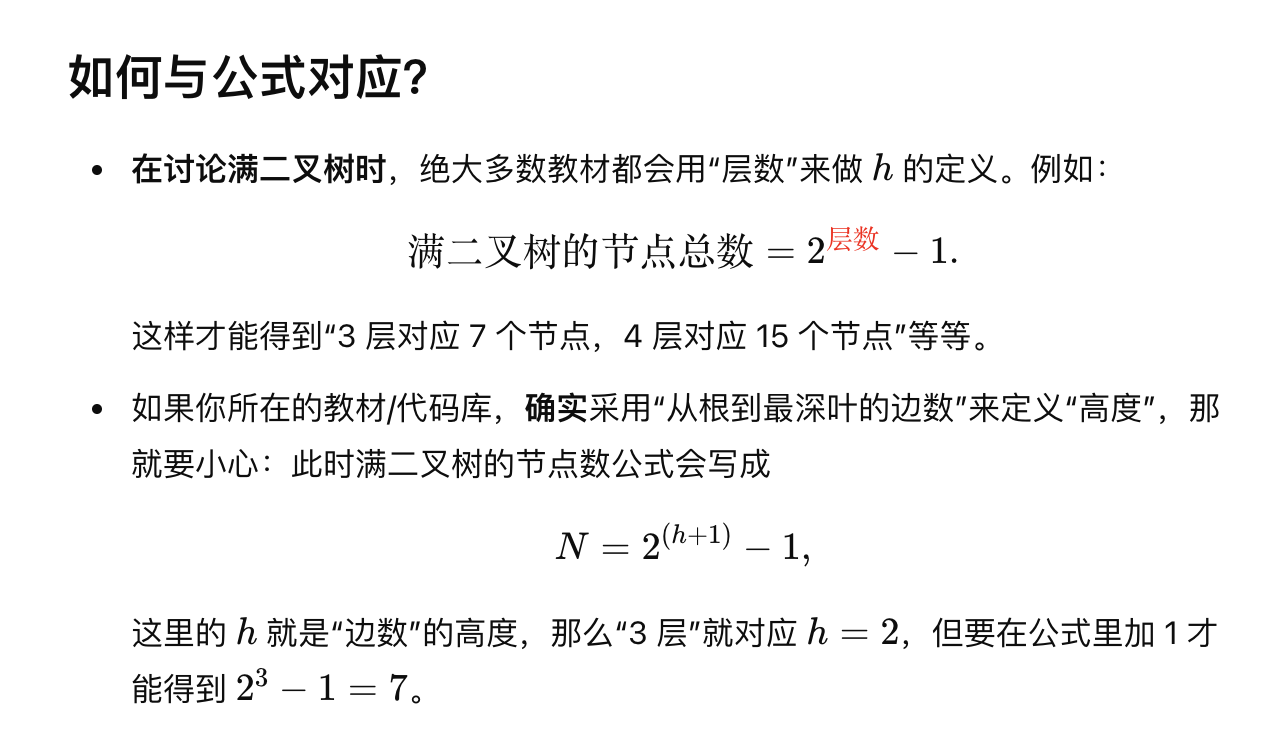 如何与公式对应？
• 在讨论满二叉树时，绝大多数教材都会用“层数”来做 h 的定义。例如：
满二叉树的节点总数 = 2^层数 − 1.
这样才能得到“3 层对应 7 个节点，4 层对应 15 个节点”等等。
• 如果你所在的教材/代码库，确实采用“从根到最深叶的边数”来定义“高度”，那
就要小心：此时满二叉树的节点数公式会写成
N = 2^(h+1) − 1,
这里的 h 就是“边数”的高度，那么“3 层”就对应 h = 2，但要在公式里加 1 才
能得到 2^3 − 1 = 7。